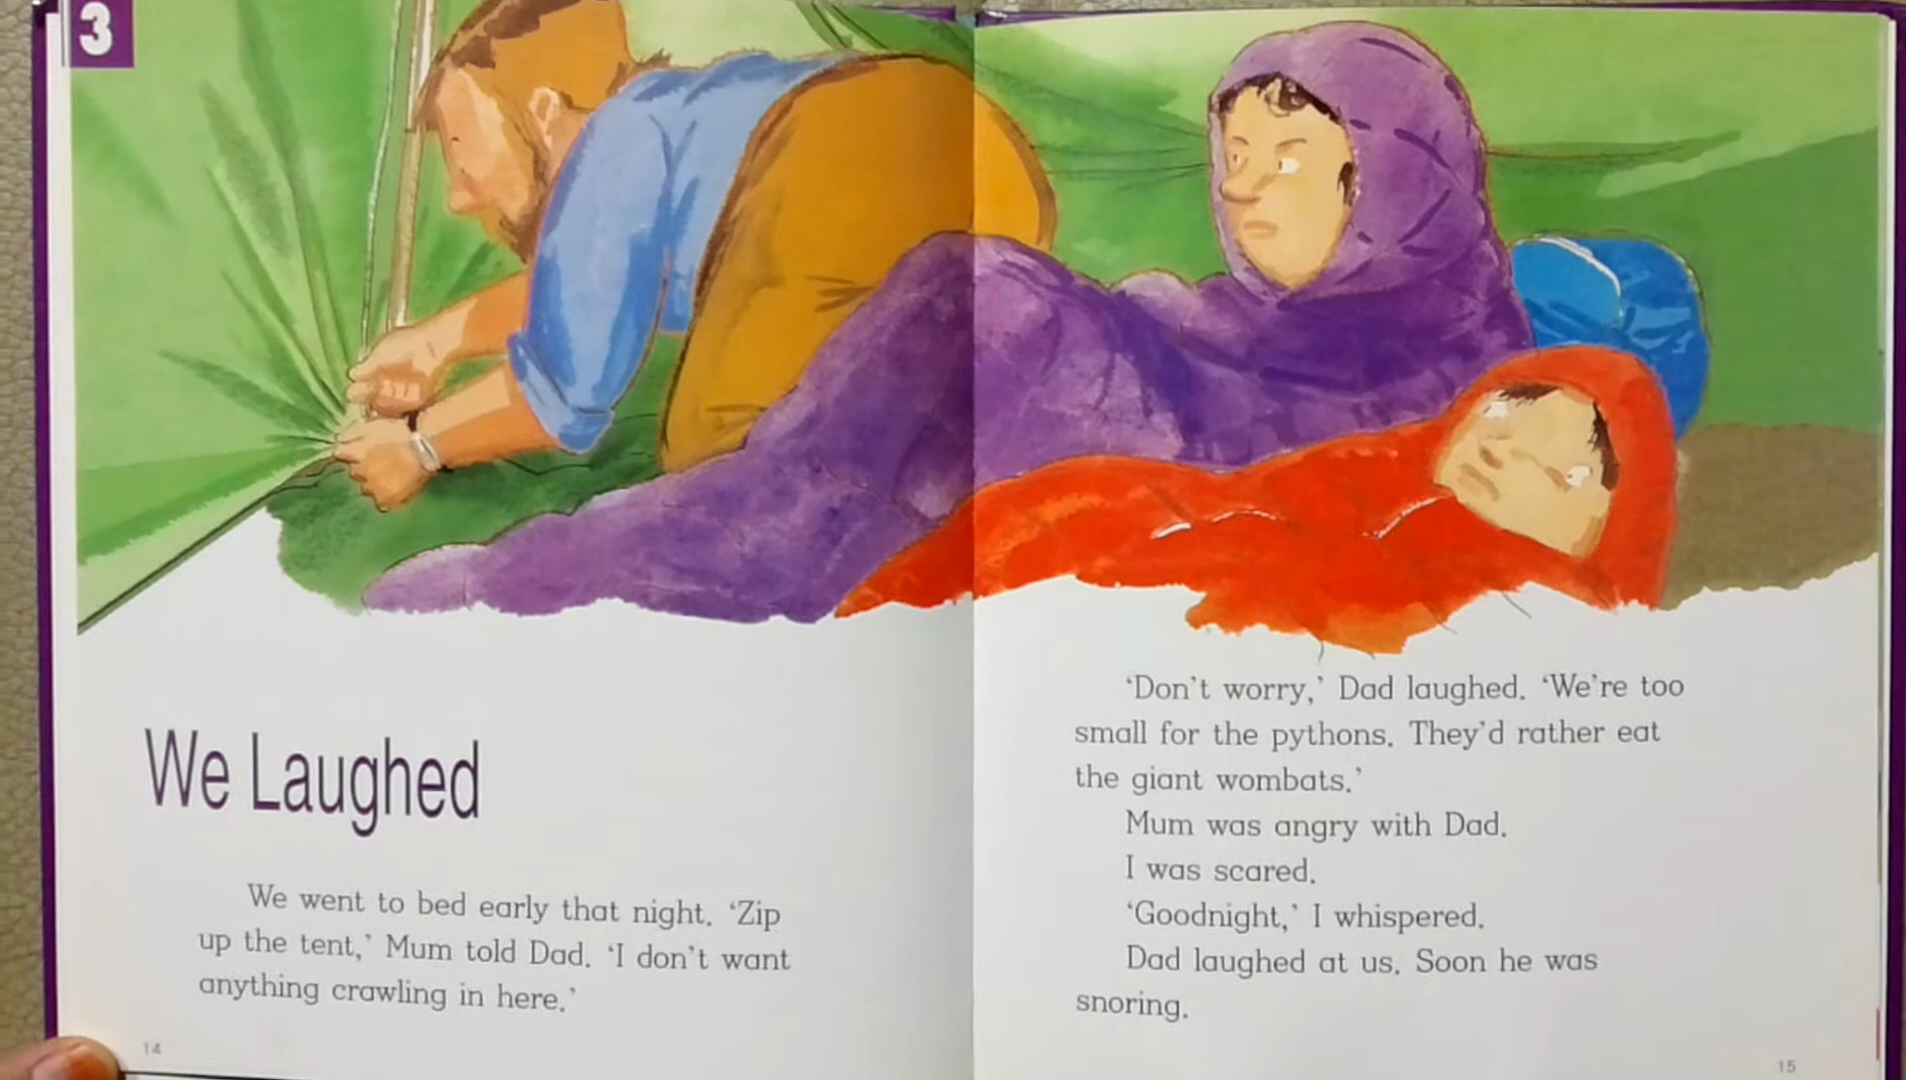 3
We Laughed
We went to bed early that night. ‘Zip
up the tent,’ Mum told Dad. ‘I don’t want
anything crawling in here.’
14
‘Don’t worry,’ Dad laughed. ‘We’re too
small for the pythons. They’d rather eat
the giant wombats.’
Mum was angry with Dad.
I was scared.
‘Goodnight,’ I whispered.
Dad laughed at us. Soon he was
snoring.
15